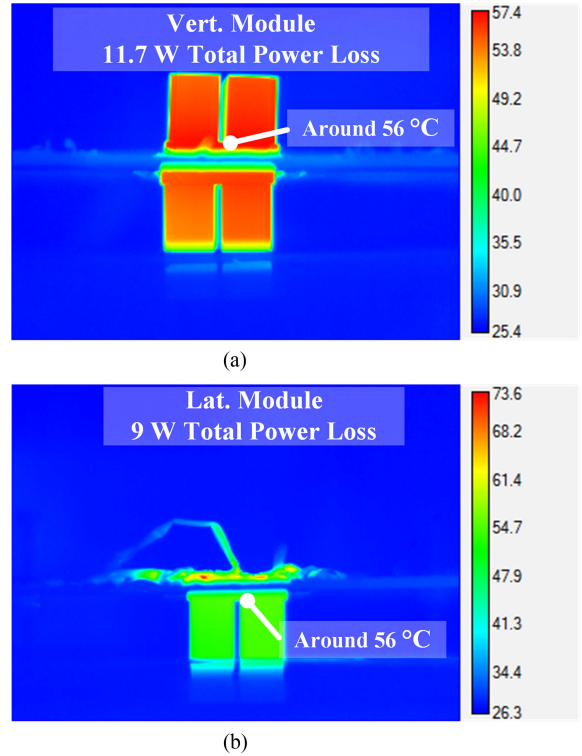 Vert. Module
11.7 W Total Power Loss
Around 56 °C
57.4
53.8
49.2
44.7
40.0
35.5
30.9
25.4
(a)
Lat. Module
9 W Total Power Loss
Around 56 °C
73.6
68.2
61.4
54.7
47.9
41.3
34.4
26.3
(b)